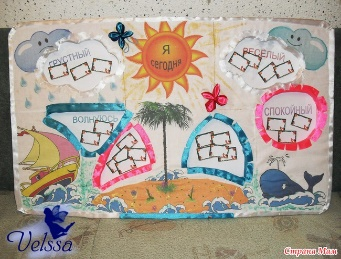 ГРУСТНЫЙ
Я
СЕГОДНЯ
ВЕСЕЛЫЙ
ВОЛНУЮСЬ
СПОКОЙНЫЙ
Velssa
Страна Мам